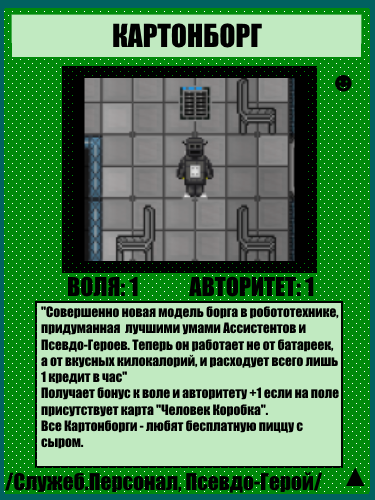 КАРТОНБОРГ
ВОЛЯ: 1 АВТОРИТЕТ: 1
"Совершенно новая модель борга в робототехнике,
придуманная лучшими умами Ассистентов и
Псевдо-Героев. Теперь он работает не от батареек,
а от вкусных килокалорий, и расходует всего лишь
1 кредит в час"
Получает бонус к воле и авторитету +1 если на поле
присутствует карта "Человек Коробка".
Все Картонборги - любят бесплатную пиццу с
сыром.
/Служеб.Персонал, Псевдо-Герой/